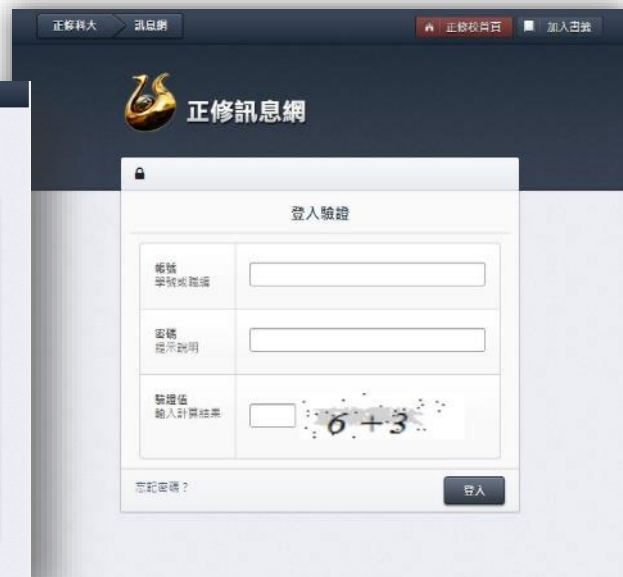 正修科大
訊息網
正修校首頁
加入書籤
正修訊息網
登入驗證
帳號
學號或職編
密碼
提示說明
驗證值
輸入計算結果
6+3
忘記密碼？
登入